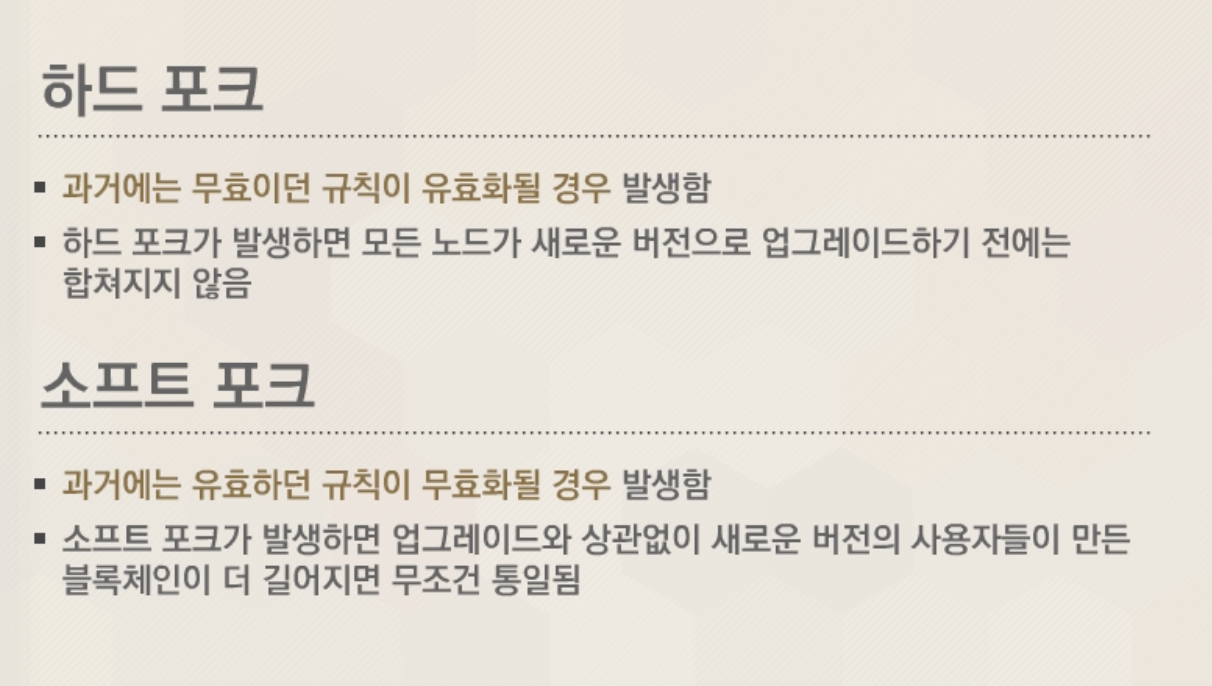 하드 포크
▪ 과거에는 무효이던 규칙이 유효화될 경우 발생함
▪ 하드 포크가 발생하면 모든 노드가 새로운 버전으로 업그레이드하기 전에는
합쳐지지 않음
소프트 포크
▪ 과거에는 유효하던 규칙이 무효화될 경우 발생함
▪ 소프트 포크가 발생하면 업그레이드와 상관없이 새로운 버전의 사용자들이 만든
블록체인이 더 길어지면 무조건 통일됨